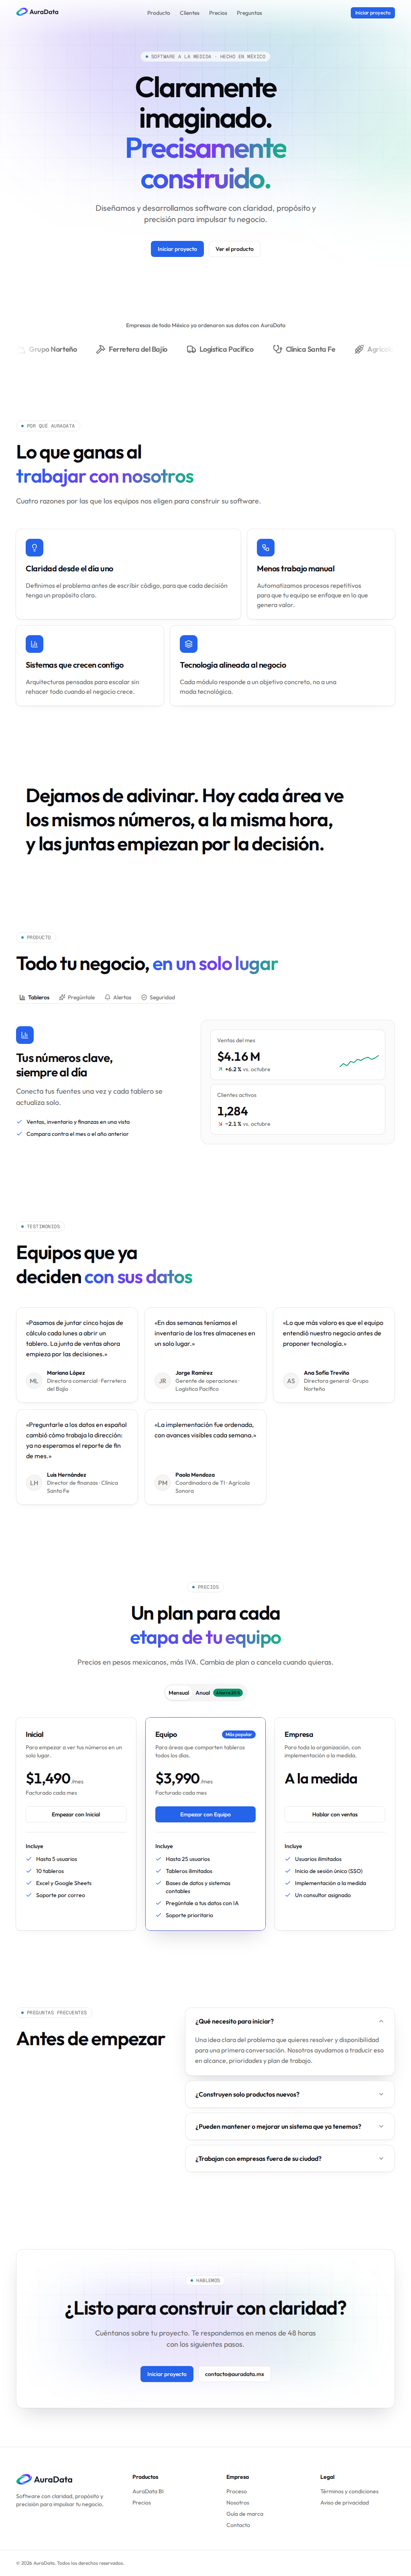 AuraData
Producto
Clientes
Precios
Preguntas
Iniciar proyecto
SOFTWARE A LA MEDIDA · HECHO EN MÉXICO
Claramente
imaginado.
Precisamente
construido.
Diseñamos y desarrollamos software con claridad, propósito y
precisión para impulsar tu negocio.
Iniciar proyecto
Ver el producto
Empresas de todo México ya ordenaron sus datos con AuraData
Grupo Norteño
Ferretera del Bajío
Logística Pacífico
Clínica Santa Fe
POR QUÉ AURADATA
Lo que ganas al
trabajar con nosotros
Cuatro razones por las que los equipos nos eligen para construir su software.
Claridad desde el día uno
Definimos el problema antes de escribir código, para que cada decisión
tenga un propósito claro.
Menos trabajo manual
Automatizamos procesos repetitivos
para que tu equipo se enfoque en lo que
genera valor.
Sistemas que crecen contigo
Arquitecturas pensadas para escalar sin
rehacer todo cuando el negocio crece.
Tecnología alineada al negocio
Cada módulo responde a un objetivo concreto, no a una
moda tecnológica.
Dejamos de adivinar. Hoy cada área ve
los mismos números, a la misma hora,
y las juntas empiezan por la decisión.
PRODUCTO
Todo tu negocio, en un solo lugar
Tableros
Pregúntale
Alertas
Seguridad
Tus números clave,
siempre al día
Conecta tus fuentes una vez y cada tablero se
actualiza solo.
Ventas, inventario y finanzas en una vista
Compara contra el mes o el año anterior
Ventas del mes
$4.16 M
+6.2 % vs. octubre
Clientes activos
1,284
−2.1 % vs. octubre
TESTIMONIOS
Equipos que ya
deciden con sus datos
«Pasamos de juntar cinco hojas de
cálculo cada lunes a abrir un
tablero. La junta de ventas ahora
empieza por las decisiones.»
ML
Mariana López
Directora comercial · Ferretera
del Bajío
«En dos semanas teníamos el
inventario de los tres almacenes en
un solo lugar.»
JR
Jorge Ramírez
Gerente de operaciones ·
Logística Pacífico
«Lo que más valoro es que el equipo
entendió nuestro negocio antes de
proponer tecnología.»
AS
Ana Sofía Treviño
Directora general · Grupo
Norteño
«Preguntarle a los datos en español
cambió cómo trabaja la dirección:
ya no esperamos el reporte de fin
de mes.»
LH
Luis Hernández
Director de finanzas · Clínica
Santa Fe
«La implementación fue ordenada,
con avances visibles cada semana.»
PM
Paola Mendoza
Coordinadora de TI · Agrícola
Sonora
PRECIOS
Un plan para cada
etapa de tu equipo
Precios en pesos mexicanos, más IVA. Cambia de plan o cancela cuando quieras.
Mensual
Anual
Inicial
Para empezar a ver tus números en un
solo lugar.
$1,490 /mes
Facturado cada mes
Empezar con Inicial
Incluye
Hasta 5 usuarios
10 tableros
Excel y Google Sheets
Soporte por correo
Equipo
Más popular
Para áreas que comparten tableros
todos los días.
$3,990 /mes
Facturado cada mes
Empezar con Equipo
Incluye
Hasta 25 usuarios
Tableros ilimitados
Bases de datos y sistemas
contables
Pregúntale a tus datos con IA
Soporte prioritario
Empresa
Para toda la organización, con
implementación a la medida.
A la medida
Hablar con ventas
Incluye
Usuarios ilimitados
Inicio de sesión único (SSO)
Implementación a la medida
Un consultor asignado
PREGUNTAS FRECUENTES
Antes de empezar
¿Qué necesito para iniciar?
Una idea clara del problema que quieres resolver y disponibilidad
para una primera conversación. Nosotros ayudamos a traducir eso
en alcance, prioridades y plan de trabajo.
¿Construyen solo productos nuevos?
¿Pueden mantener o mejorar un sistema que ya tenemos?
¿Trabajan con empresas fuera de su ciudad?
HABLEMOS
¿Listo para construir con claridad?
Cuéntanos sobre tu proyecto. Te respondemos en menos de 48 horas
con los siguientes pasos.
Iniciar proyecto
contacto@auradata.mx
AuraData
Software con claridad, propósito y
precisión para impulsar tu negocio.
Productos
AuraData BI
Precios
Empresa
Proceso
Nosotros
Guía de marca
Contacto
Legal
Términos y condiciones
Aviso de privacidad
© 2026 AuraData. Todos los derechos reservados.